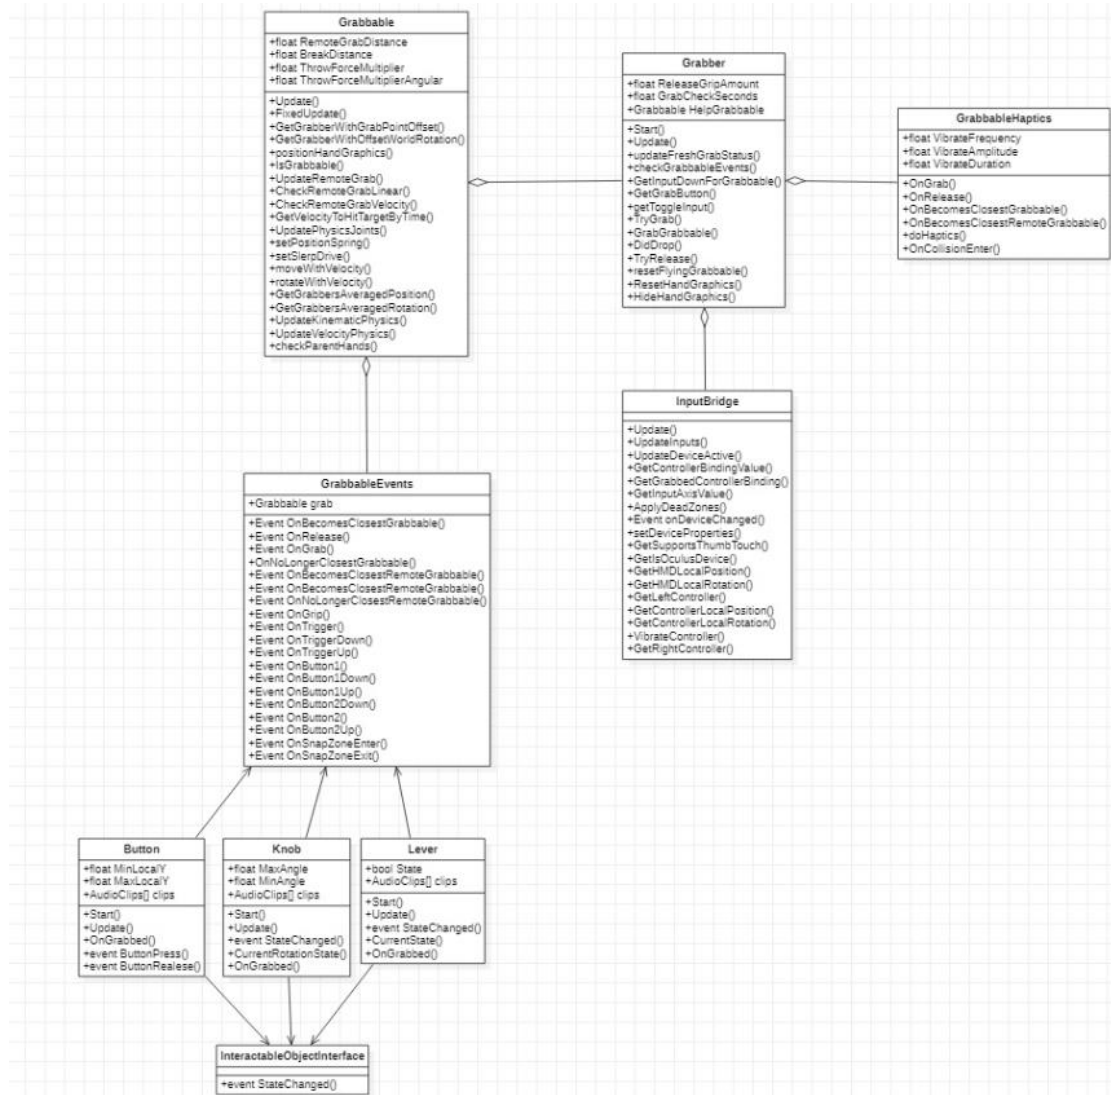 Grabbable
+float RemoteGrabDistance
+float BreakDistance
+float ThrowForceMultiplier
+float ThrowForceMultiplierAngular
+Update()
+FixedUpdate()
+GetGrabberWithGrabPointOffset()
+GetGrabberWithOffsetWorldRotation()
+positionHandGraphics()
+IsGrabbable()
+UpdateRemoteGrab()
+CheckRemoteGrabLinear()
+CheckRemoteGrabVelocity()
+GetVelocityToHitTargetByTime()
+UpdatePhysicsJoints()
+setPositionSpring()
+setSlerpDrive()
+moveWithVelocity()
+rotateWithVelocity()
+GetGrabbersAveragedPosition()
+GetGrabbersAveragedRotation()
+UpdateKinematicPhysics()
+UpdateVelocityPhysics()
+checkParentHands()
Grabber
+float ReleaseGripAmount
+float GrabCheckSeconds
+Grabbable HelpGrabbable
+Start()
+Update()
+updateFreshGrabStatus()
+checkGrabbableEvents()
+GetInputDownForGrabbable()
+GetGrabButton()
+getToggleInput()
+TryGrab()
+GrabGrabbable()
+DidDrop()
+TryRelease()
+resetFlyingGrabbable()
+ResetHandGraphics()
+HideHandGraphics()
GrabbableHaptics
+float VibrateFrequency
+float VibrateAmplitude
+float VibrateDuration
+OnGrab()
+OnRelease()
+OnBecomesClosestGrabbable()
+OnBecomesClosestRemoteGrabbable()
+doHaptics()
+OnCollisionEnter()
InputBridge
+Update()
+UpdateInputs()
+UpdateDeviceActive()
+GetControllerBindingValue()
+GetGrabbedControllerBinding()
+GetInputAxisValue()
+ApplyDeadZones()
+Event onDeviceChanged()
+setDeviceProperties()
+GetSupportsThumbTouch()
+GetIsOculusDevice()
+GetHMDLocalPosition()
+GetHMDLocalRotation()
+GetLeftController()
+GetControllerLocalPosition()
+GetControllerLocalRotation()
+VibrateController()
+GetRightController()
GrabbableEvents
+Grabbable grab
+Event OnBecomesClosestGrabbable()
+Event OnRelease()
+Event OnGrab()
+OnNoLongerClosestGrabbable()
+Event OnBecomesClosestRemoteGrabbable()
+Event OnBecomesClosestRemoteGrabbable()
+Event OnNoLongerClosestRemoteGrabbable()
+Event OnGrip()
+Event OnTrigger()
+Event OnTriggerDown()
+Event OnTriggerUp()
+Event OnButton1()
+Event OnButton1Down()
+Event OnButton1Up()
+Event OnButton2Down()
+Event OnButton2()
+Event OnButton2Up()
+Event OnSnapZoneEnter()
+Event OnSnapZoneExit()
Button
+float MinLocalY
+float MaxLocalY
+AudioClips[] clips
+Start()
+Update()
+OnGrabbed()
+event ButtonPress()
+event ButtonRealese()
Knob
+float MaxAngle
+float MinAngle
+AudioClips[] clips
+Start()
+Update()
+event StateChanged()
+CurrentRotationState()
+OnGrabbed()
Lever
+bool State
+AudioClips[] clips
+Start()
+Update()
+event StateChanged()
+CurrentState()
+OnGrabbed()
InteractableObjectInterface
+event StateChanged()